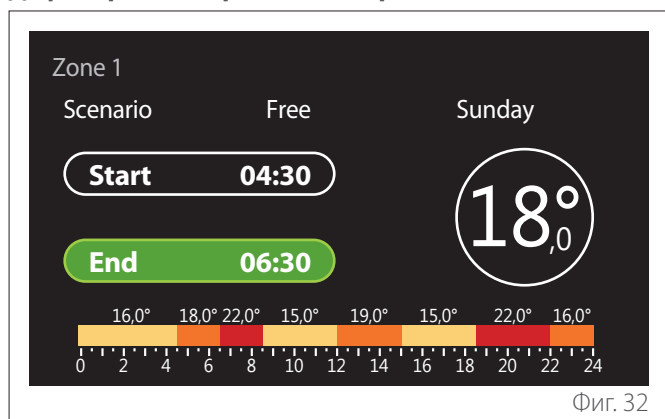 Zone 1
Scenario Free Sunday
Start 04:30
18°,0
End 06:30
16,0° 18,0° 22,0° 15,0° 19,0° 15,0° 22,0° 16,0°
0 2 4 6 8 10 12 14 16 18 20 22 24
Фиг. 32